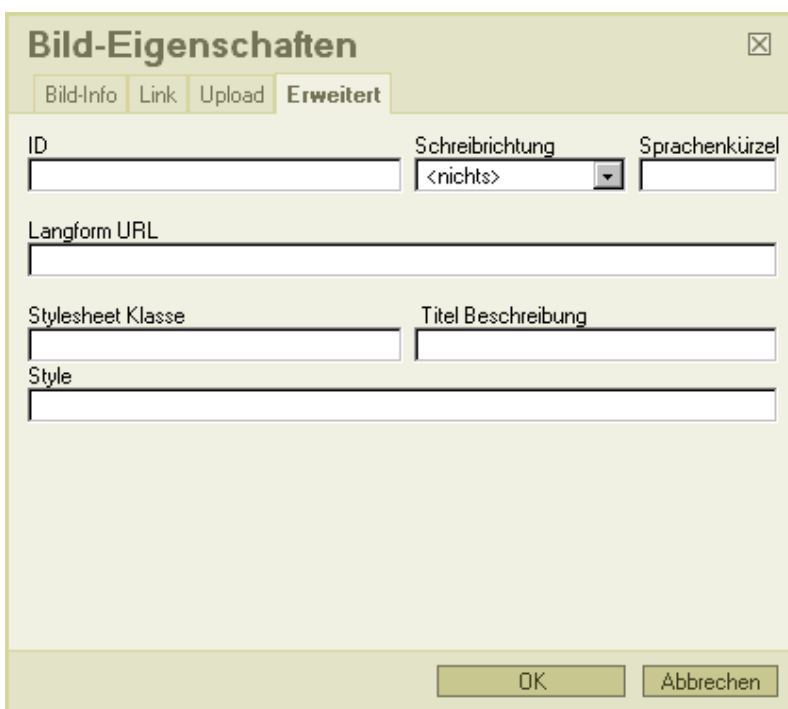 Bild-Eigenschaften
Bild-Info Link Upload Erweitert
ID Schreibrichtung Sprachenkürzel
<nichts>
Langform URL
Stylesheet Klasse Titel Beschreibung
Style
OK Abbrechen